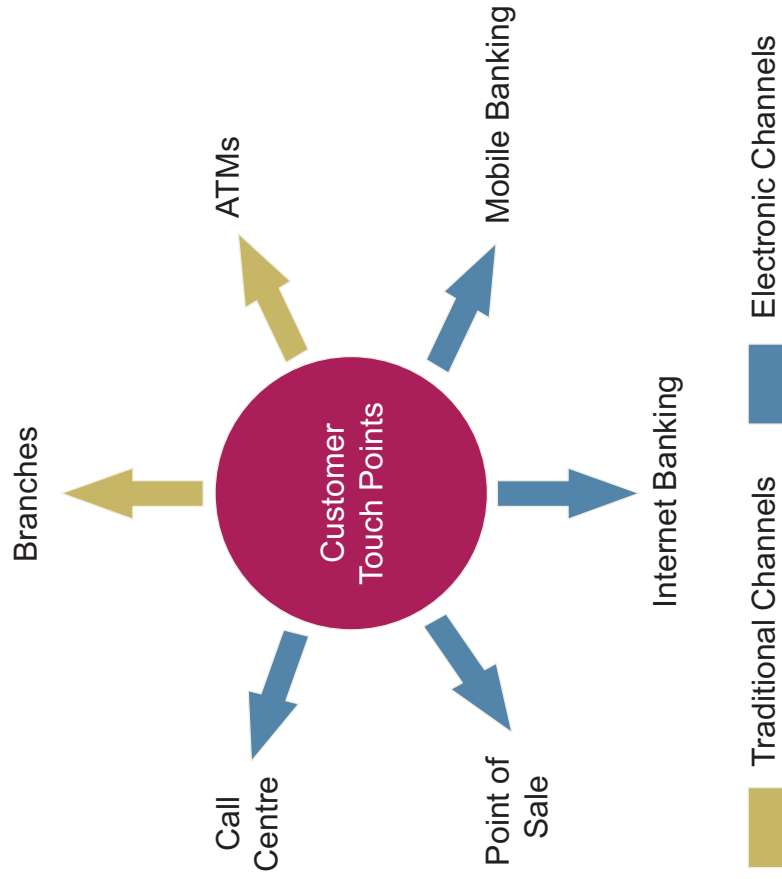 Branches
ATMs
Mobile Banking
Internet Banking
Point of
Sale
Call
Centre
Customer
Touch Points
Traditional Channels
Electronic Channels